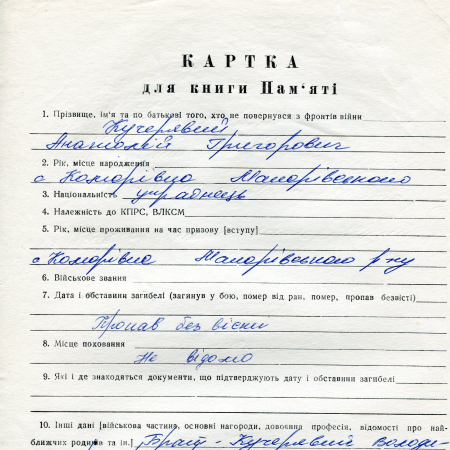 КАРТКА
для книги Пам'яті
1. Прізвище, ім'я та по батькові того, хто не повернувся з фронтів війни
Кучерявий
Анатолій Григорович
2. Рік, місце народження
с Комарівка Макарівського
3. Національність українець
4. Належність до КПРС, ВЛКСМ
5. Рік, місце проживання на час призову [вступу]
с Комарівка Макарівського р-ну
6. Військове звання
7. Дата і обставини загибелі (загинув у бою, помер від ран, помер, пропав безвісті)
Пропав без вісти
8. Місце поховання
Не відомо
9. Які і де знаходяться документи, що підтверджують дату і обставини загибелі
10. Інші дані [військова частина, основні нагороди, довоєнна професія, відомості про най-
ближчих родичів та ін.] Брат - Кучерявий Володи-